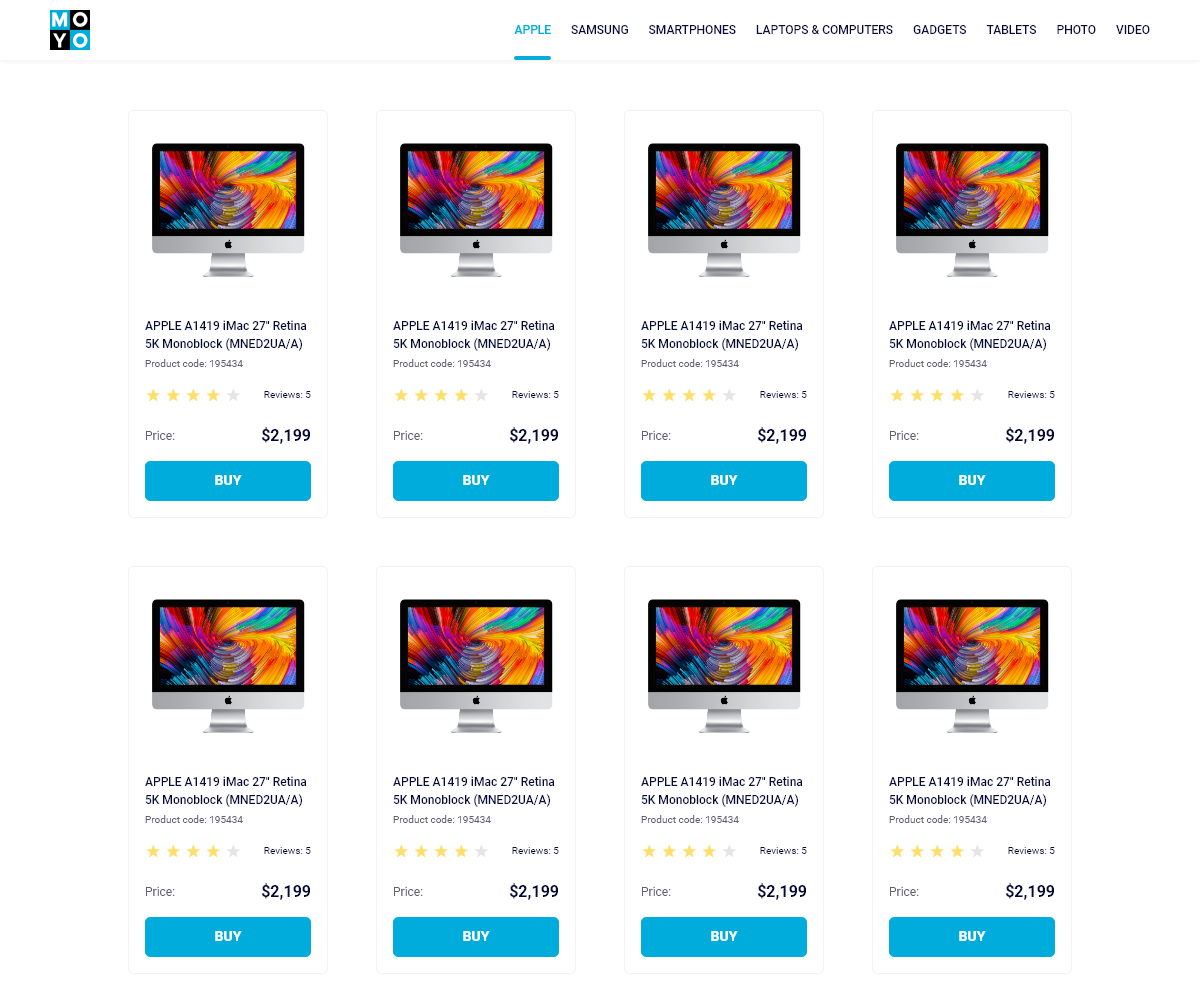 MO
YO
APPLE SAMSUNG SMARTPHONES LAPTOPS & COMPUTERS GADGETS TABLETS PHOTO VIDEO
APPLE A1419 iMac 27" Retina
5K Monoblock (MNED2UA/A)
Product code: 195434
Reviews: 5
Price: $2,199
BUY
APPLE A1419 iMac 27" Retina
5K Monoblock (MNED2UA/A)
Product code: 195434
Reviews: 5
Price: $2,199
BUY
APPLE A1419 iMac 27" Retina
5K Monoblock (MNED2UA/A)
Product code: 195434
Reviews: 5
Price: $2,199
BUY
APPLE A1419 iMac 27" Retina
5K Monoblock (MNED2UA/A)
Product code: 195434
Reviews: 5
Price: $2,199
BUY
APPLE A1419 iMac 27" Retina
5K Monoblock (MNED2UA/A)
Product code: 195434
Reviews: 5
Price: $2,199
BUY
APPLE A1419 iMac 27" Retina
5K Monoblock (MNED2UA/A)
Product code: 195434
Reviews: 5
Price: $2,199
BUY
APPLE A1419 iMac 27" Retina
5K Monoblock (MNED2UA/A)
Product code: 195434
Reviews: 5
Price: $2,199
BUY
APPLE A1419 iMac 27" Retina
5K Monoblock (MNED2UA/A)
Product code: 195434
Reviews: 5
Price: $2,199
BUY